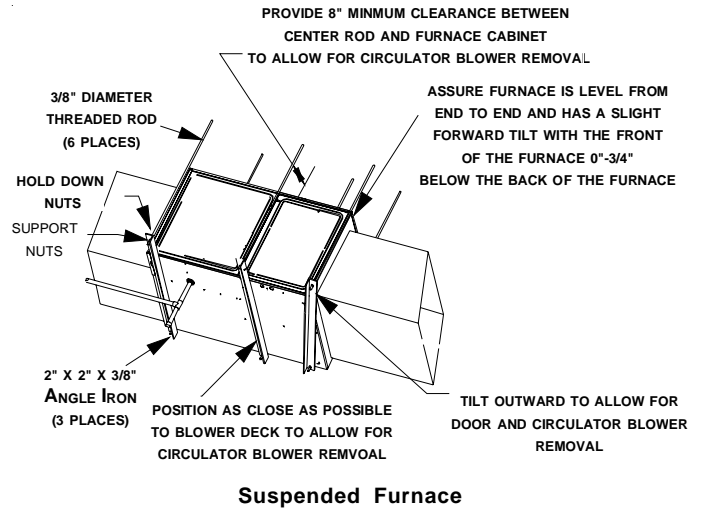 PROVIDE 8" MINMUM CLEARANCE BETWEEN
CENTER ROD AND FURNACE CABINET
TO ALLOW FOR CIRCULATOR BLOWER REMOVAL
3/8" DIAMETER
THREADED ROD
(6 PLACES)
ASSURE FURNACE IS LEVEL FROM
END TO END AND HAS A SLIGHT
FORWARD TILT WITH THE FRONT
OF THE FURNACE 0"-3/4"
BELOW THE BACK OF THE FURNACE
HOLD DOWN
NUTS
SUPPORT
NUTS
2" X 2" X 3/8"
ANGLE IRON
(3 PLACES)
POSITION AS CLOSE AS POSSIBLE
TO BLOWER DECK TO ALLOW FOR
CIRCULATOR BLOWER REMVOAL
TILT OUTWARD TO ALLOW FOR
DOOR AND CIRCULATOR BLOWER
REMOVAL
Suspended Furnace